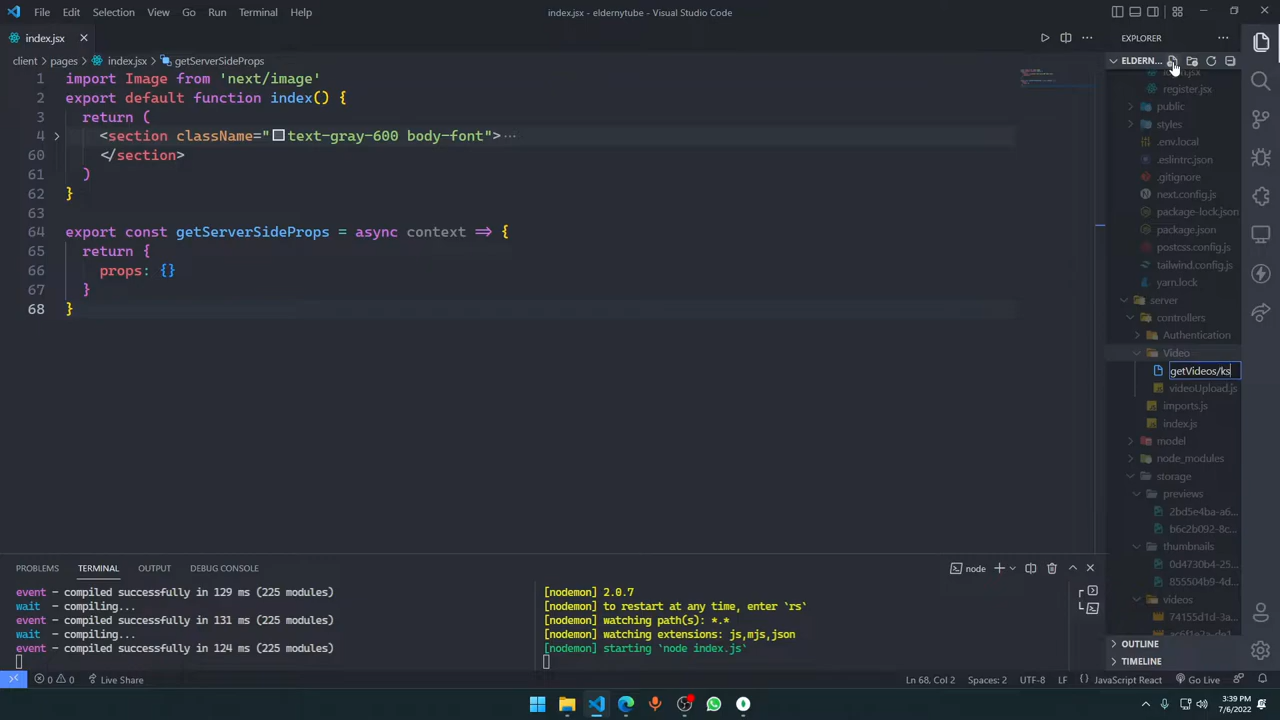 File Edit Selection View Go Run Terminal Help
index.jsx - eldernytube - Visual Studio Code
index.jsx
client pages index.jsx getServerSideProps
1 import Image from 'next/image'
2 export default function index() {
3 return (
4 <section className="text-gray-600 body-font">
60 </section>
61 )
62 }
63
64 export const getServerSideProps = async context => {
65 return {
66 props: {}
67 }
68 }
EXPLORER
ELDERN...
register.jsx
public
styles
.env.local
.eslintrc.json
.gitignore
next.config.js
package-lock.json
package.json
postcss.config.js
tailwind.config.js
yarn.lock
server
controllers
Authentication
Video
getVideos/ks
videoUpload.js
imports.js
index.js
model
node_modules
storage
previews
2bd5e4ba-a6...
b6c2b092-8c...
thumbnails
0d4730b4-25...
855504b9-4d...
videos
74155d1d-3a...
OUTLINE
TIMELINE
PROBLEMS TERMINAL OUTPUT DEBUG CONSOLE
node
event - compiled successfully in 129 ms (225 modules)
wait - compiling...
event - compiled successfully in 131 ms (225 modules)
wait - compiling...
event - compiled successfully in 124 ms (225 modules)
[nodemon] 2.0.7
[nodemon] to restart at any time, enter `rs`
[nodemon] watching path(s): *.*
[nodemon] watching extensions: js,mjs,json
[nodemon] starting `node index.js`
0 0 Live Share
Ln 68, Col 2 Spaces: 2 UTF-8 LF JavaScript React Go Live
3:39 PM
7/6/2022